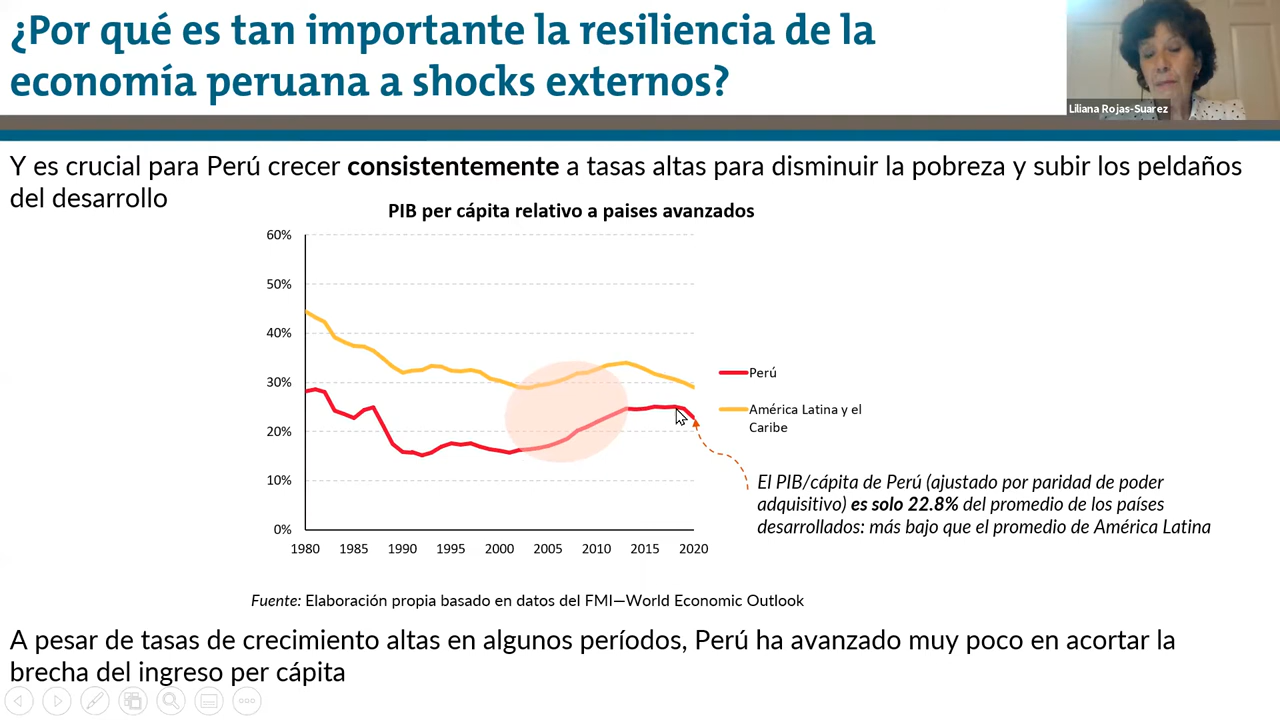 ¿Por qué es tan importante la resiliencia de la
economía peruana a shocks externos?
Liliana Rojas-Suarez
Y es crucial para Perú crecer consistentemente a tasas altas para disminuir la pobreza y subir los peldaños
del desarrollo
PIB per cápita relativo a paises avanzados
60%
50%
40%
30%
20%
10%
0%
1980 1985 1990 1995 2000 2005 2010 2015 2020
Perú
América Latina y el
Caribe
El PIB/cápita de Perú (ajustado por paridad de poder
adquisitivo) es solo 22.8% del promedio de los países
desarrollados: más bajo que el promedio de América Latina
Fuente: Elaboración propia basado en datos del FMI—World Economic Outlook
A pesar de tasas de crecimiento altas en algunos períodos, Perú ha avanzado muy poco en acortar la
brecha del ingreso per cápita